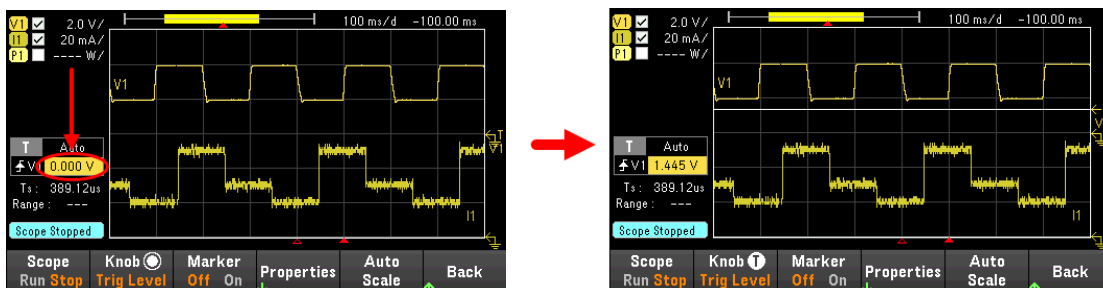 V1 2.0 V/ 100 ms/d -100.00 ms
I1 20 mA/
P1 ---- W/
V1
T Auto
V1 0.000 V
T
V1
Ts : 389.12us
Range : ---
I1
Scope Stopped
Scope Knob Marker Properties Auto Back
Run Stop Trig Level Off On Scale
V1 2.0 V/ 100 ms/d -100.00 ms
I1 20 mA/
P1 ---- W/
V1
T Auto
V1 1.445 V
Ts : 389.12us
Range : ---
I1
Scope Stopped
Scope Knob T Marker Properties Auto Back
Run Stop Trig Level Off On Scale